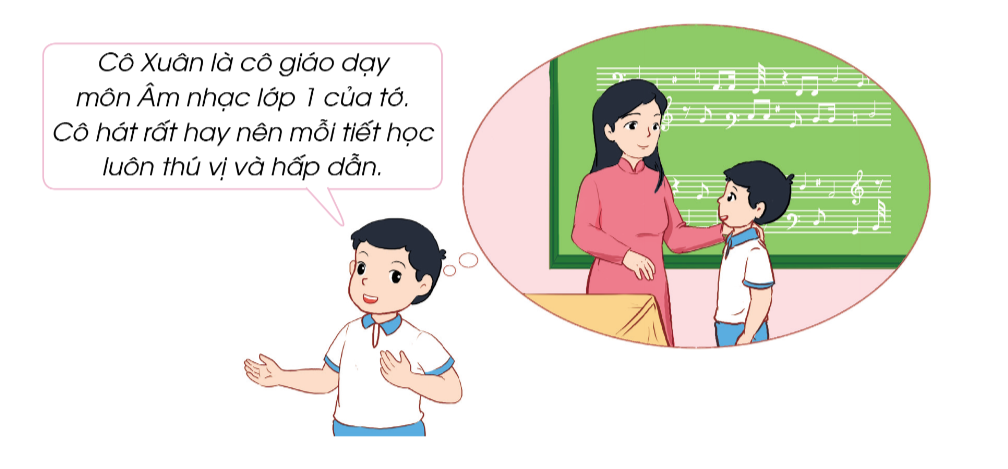 Cô Xuân là cô giáo dạy
môn Âm nhạc lớp 1 của tớ.
Cô hát rất hay nên mỗi tiết học
luôn thú vị và hấp dẫn.